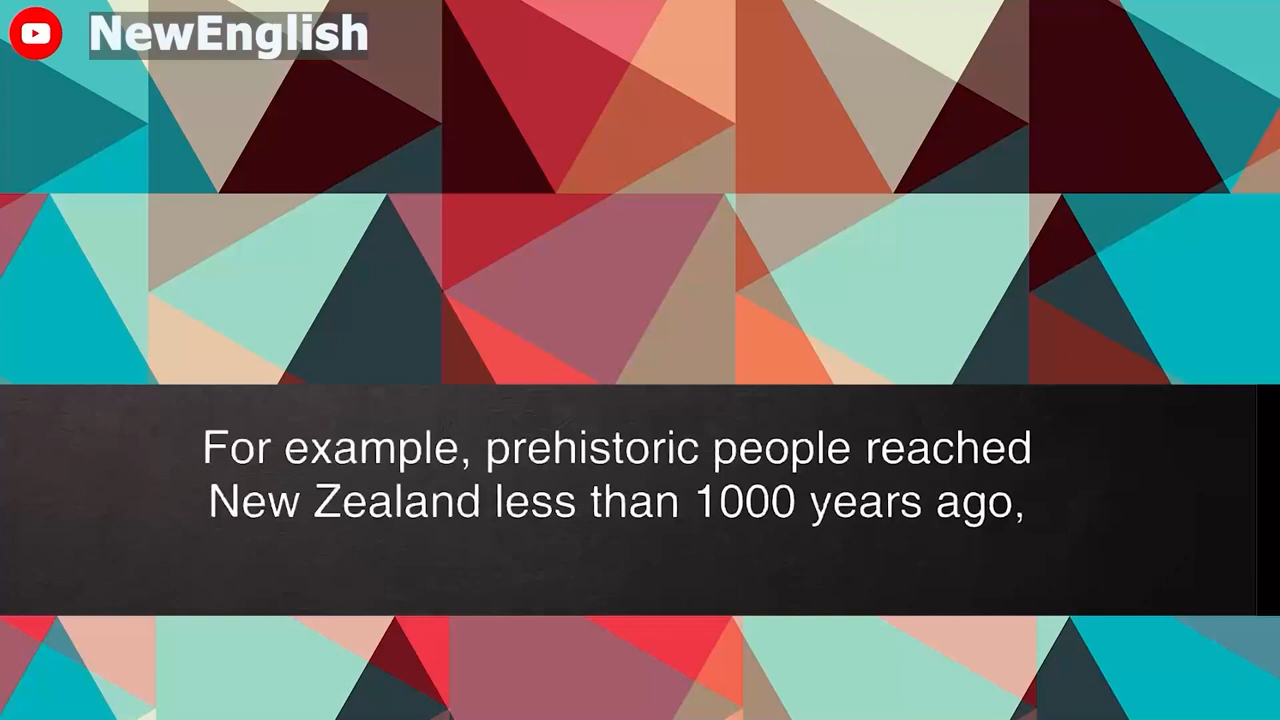 NewEnglish
For example, prehistoric people reached
New Zealand less than 1000 years ago,